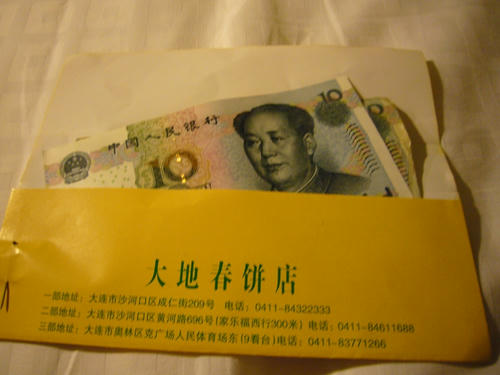 10
中国人民银行
10
大地春饼店
一部地址：大连市沙河口区成仁街209号 电话：0411-84322333
二部地址：大连市沙河口区黄河路696号(家乐福西行300米) 电话：0411-84611688
三部地址：大连市奥林匹克广场人民体育场东(9看台)电话：0411-83771266